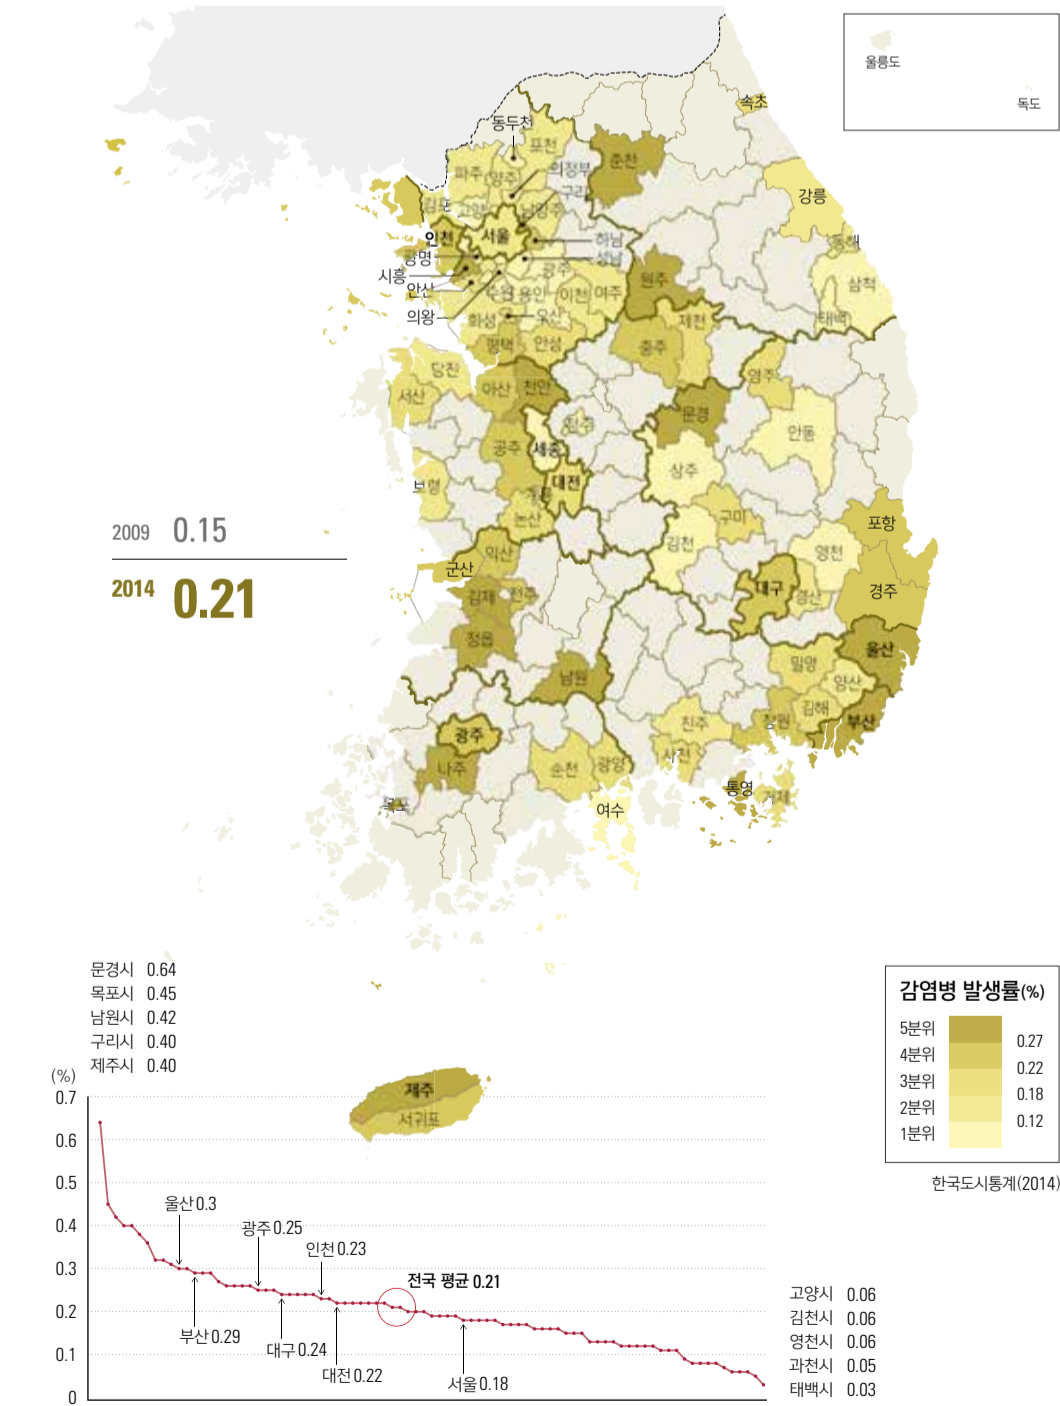 울릉도
독도
속초
동두천
포천
춘천
의정부
파주
양주
구리
강릉
김포
고양
남양주
인천
서울
하남
동해
광명
성남
광주
시흥
삼척
원주
안산
수원
용인
이천
여주
의왕
화성
오산
제천
태백
평택
안성
충주
당진
영주
서산
아산
천안
문경
청주
안동
공주
세종
상주
보령
계룡
대전
논산
구미
포항
김천
영천
익산
군산
대구
경산
경주
김제
전주
정읍
울산
밀양
남원
양산
김해
진주
창원
부산
광주
나주
순천
광양
사천
통영
거제
목포
여수
2009 0.15
2014 0.21
문경시 0.64
목포시 0.45
남원시 0.42
구리시 0.40
제주시 0.40
제주
서귀포
감염병 발생률(%)
5분위
0.27
4분위
0.22
3분위
0.18
2분위
0.12
1분위
한국도시통계(2014)
(%)
0.7
0.6
0.5
0.4
0.3
0.2
0.1
0
울산 0.3
광주 0.25
인천 0.23
전국 평균 0.21
부산 0.29
대구 0.24
대전 0.22
서울 0.18
고양시 0.06
김천시 0.06
영천시 0.06
과천시 0.05
태백시 0.03